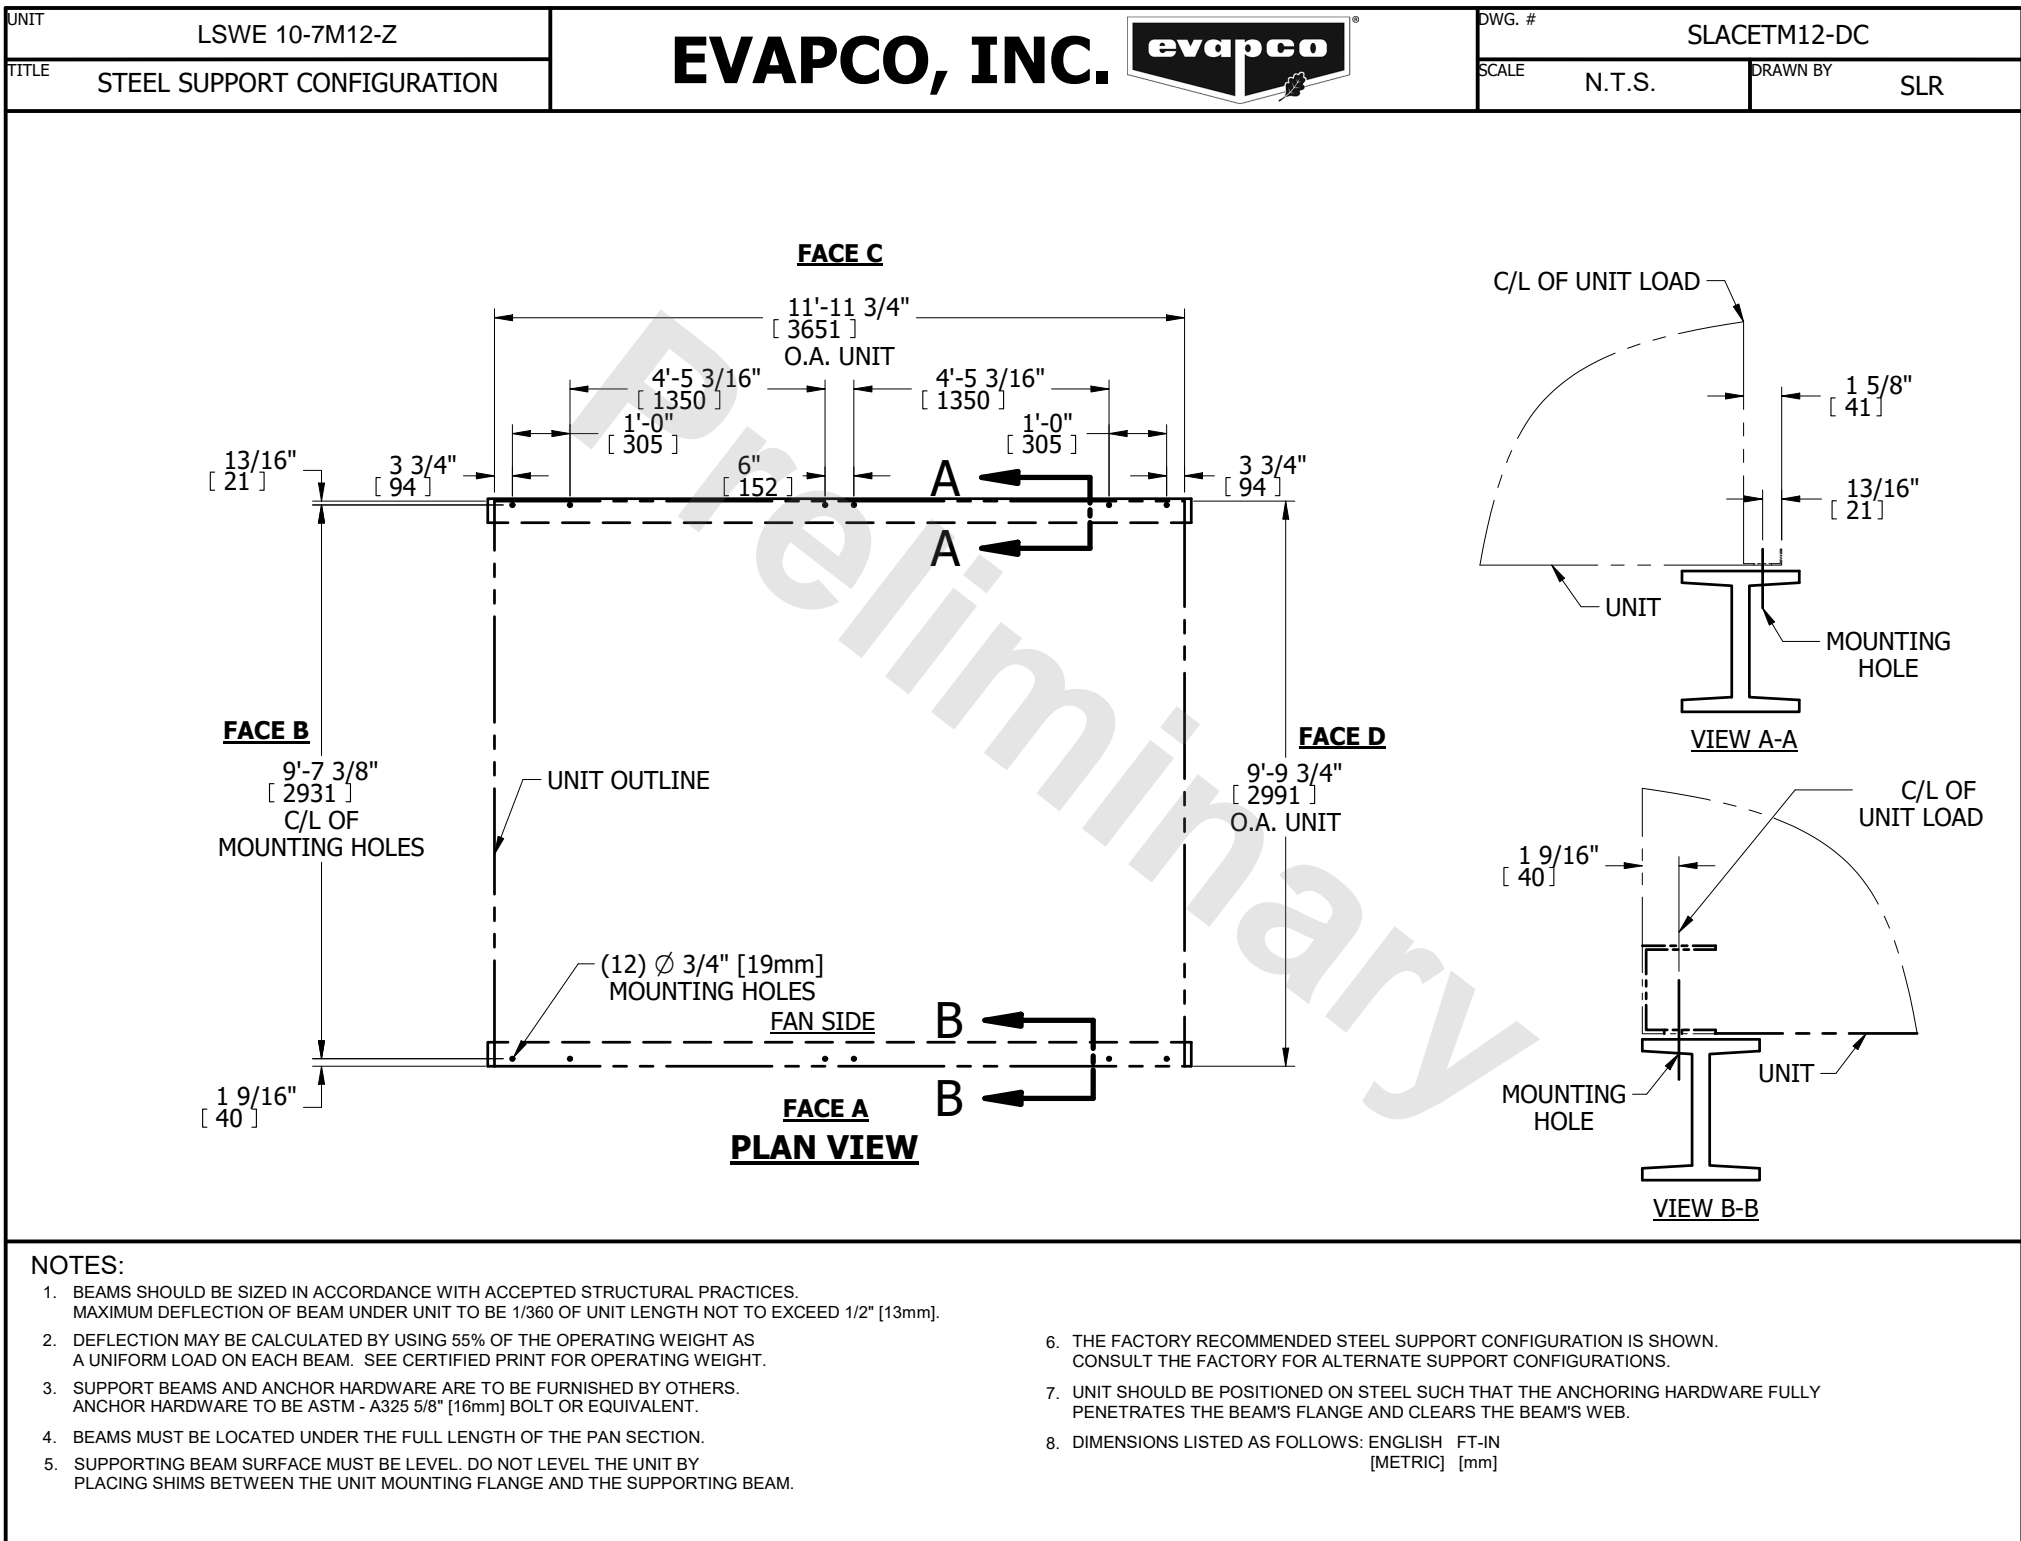 UNIT
LSWE 10-7M12-Z
TITLE
STEEL SUPPORT CONFIGURATION
EVAPCO, INC.
evapco
®
DWG. #
SLACETM12-DC
SCALE
N.T.S.
DRAWN BY
SLR
FACE C
11'-11 3/4"
[ 3651 ]
O.A. UNIT
4'-5 3/16"
[ 1350 ]
4'-5 3/16"
[ 1350 ]
1'-0"
[ 305 ]
1'-0"
[ 305 ]
13/16"
[ 21 ]
3 3/4"
[ 94 ]
6"
[ 152 ]
A
3 3/4"
[ 94 ]
A
FACE B
9'-7 3/8"
[ 2931 ]
C/L OF
MOUNTING HOLES
UNIT OUTLINE
FACE D
9'-9 3/4"
[ 2991 ]
O.A. UNIT
(12) Ø 3/4" [19mm]
MOUNTING HOLES
FAN SIDE
B
1 9/16"
[ 40 ]
B
FACE A
PLAN VIEW
Preliminary
C/L OF UNIT LOAD
1 5/8"
[ 41 ]
13/16"
[ 21 ]
UNIT
MOUNTING
HOLE
VIEW A-A
C/L OF
UNIT LOAD
1 9/16"
[ 40 ]
UNIT
MOUNTING
HOLE
VIEW B-B
NOTES:
1. BEAMS SHOULD BE SIZED IN ACCORDANCE WITH ACCEPTED STRUCTURAL PRACTICES.
MAXIMUM DEFLECTION OF BEAM UNDER UNIT TO BE 1/360 OF UNIT LENGTH NOT TO EXCEED 1/2" [13mm].
2. DEFLECTION MAY BE CALCULATED BY USING 55% OF THE OPERATING WEIGHT AS
A UNIFORM LOAD ON EACH BEAM. SEE CERTIFIED PRINT FOR OPERATING WEIGHT.
3. SUPPORT BEAMS AND ANCHOR HARDWARE ARE TO BE FURNISHED BY OTHERS.
ANCHOR HARDWARE TO BE ASTM - A325 5/8" [16mm] BOLT OR EQUIVALENT.
4. BEAMS MUST BE LOCATED UNDER THE FULL LENGTH OF THE PAN SECTION.
5. SUPPORTING BEAM SURFACE MUST BE LEVEL. DO NOT LEVEL THE UNIT BY
PLACING SHIMS BETWEEN THE UNIT MOUNTING FLANGE AND THE SUPPORTING BEAM.
6. THE FACTORY RECOMMENDED STEEL SUPPORT CONFIGURATION IS SHOWN.
CONSULT THE FACTORY FOR ALTERNATE SUPPORT CONFIGURATIONS.
7. UNIT SHOULD BE POSITIONED ON STEEL SUCH THAT THE ANCHORING HARDWARE FULLY
PENETRATES THE BEAM'S FLANGE AND CLEARS THE BEAM'S WEB.
8. DIMENSIONS LISTED AS FOLLOWS: ENGLISH FT-IN
[METRIC] [mm]